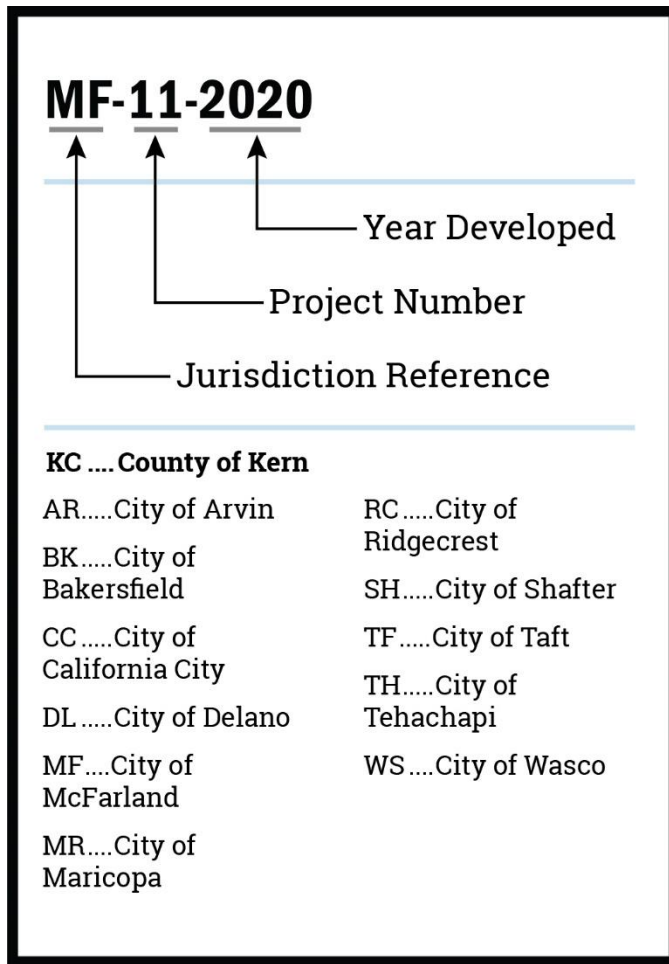 MF-11-2020
Year Developed
Project Number
Jurisdiction Reference
KC .... County of Kern
AR.....City of Arvin
BK.....City of
Bakersfield
CC .....City of
California City
DL .....City of Delano
MF....City of
McFarland
MR....City of
Maricopa
RC .....City of
Ridgecrest
SH.....City of Shafter
TF.....City of Taft
TH.....City of
Tehachapi
WS ....City of Wasco